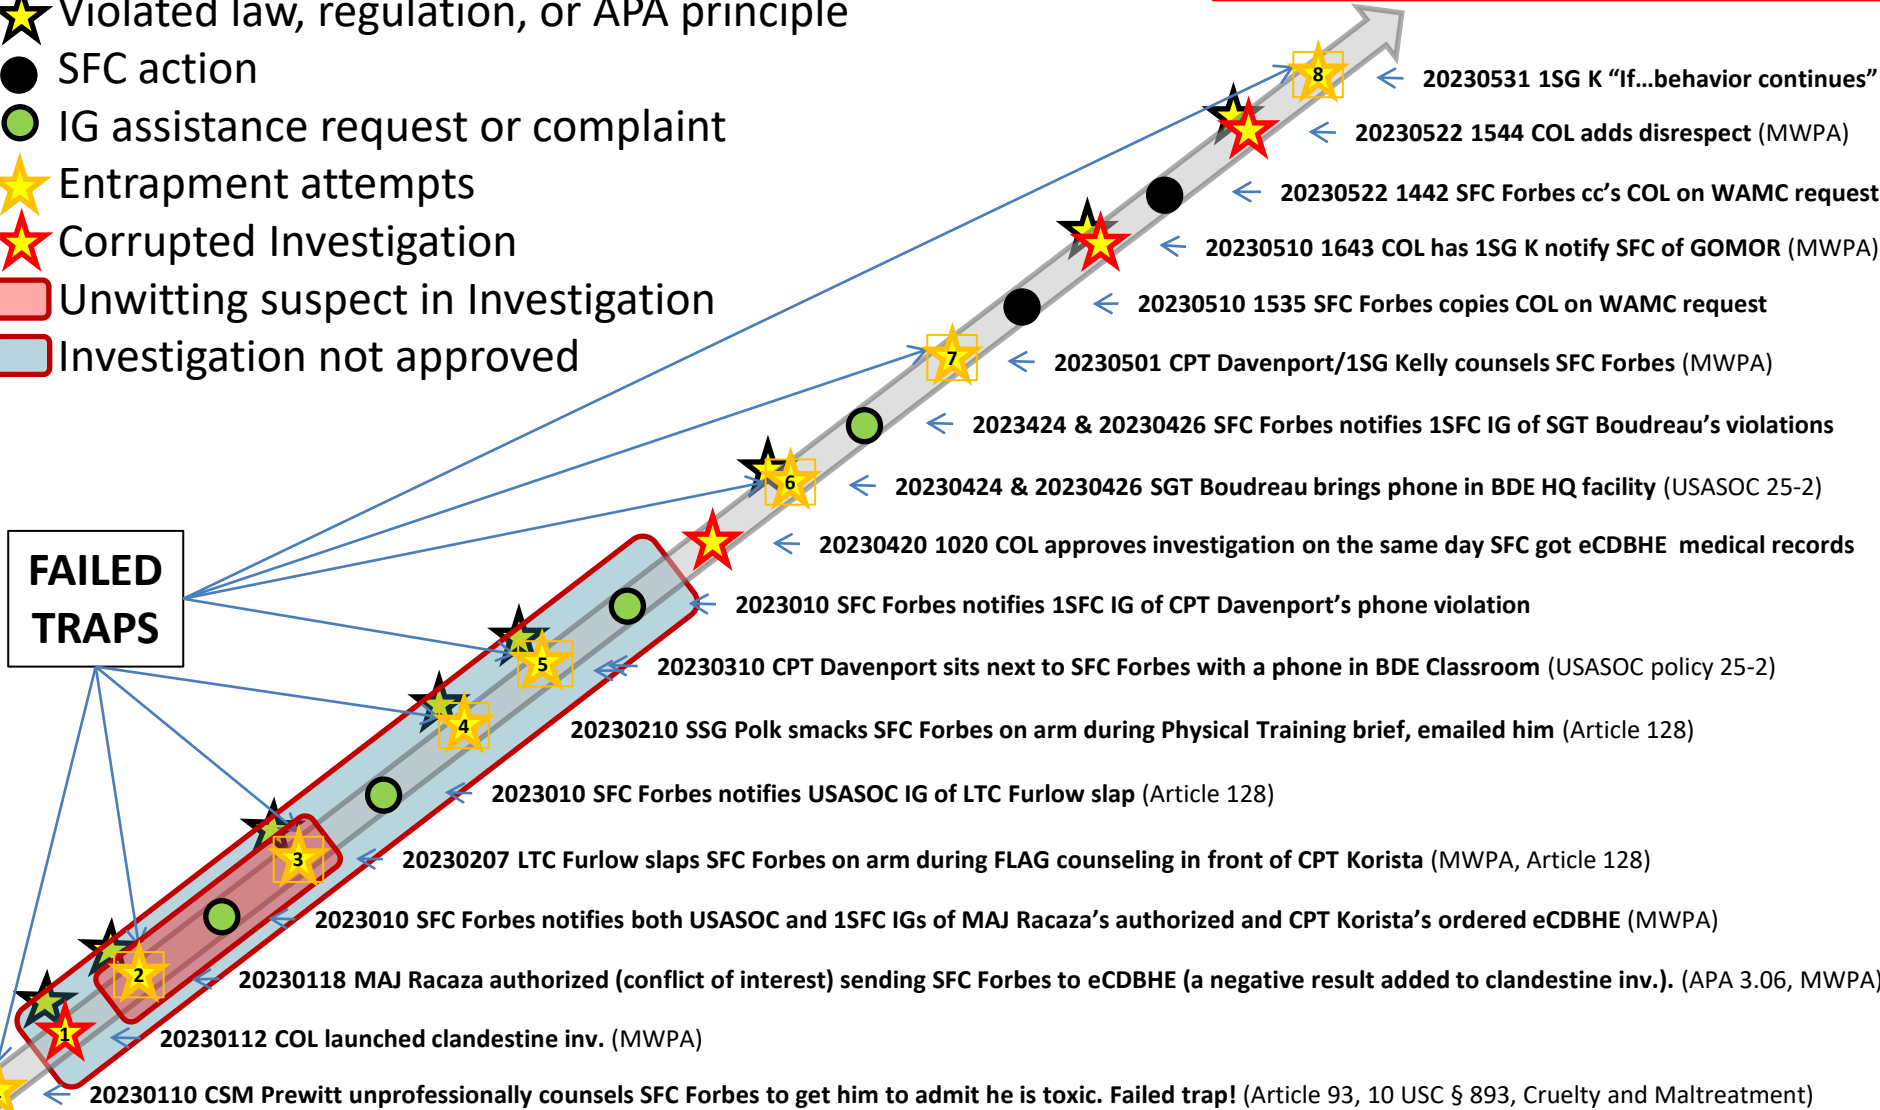 Violated law, regulation, or APA principle
SFC action
IG assistance request or complaint
Entrapment attempts
Corrupted Investigation
Unwitting suspect in Investigation
Investigation not approved
8
20230531 1SG K “If...behavior continues”
20230522 1544 COL adds disrespect (MWPA)
20230522 1442 SFC Forbes cc’s COL on WAMC request
20230510 1643 COL has 1SG K notify SFC of GOMOR (MWPA)
20230510 1535 SFC Forbes copies COL on WAMC request
7
20230501 CPT Davenport/1SG Kelly counsels SFC Forbes (MWPA)
2023424 & 20230426 SFC Forbes notifies 1SFC IG of SGT Boudreau’s violations
6
20230424 & 20230426 SGT Boudreau brings phone in BDE HQ facility (USASOC 25-2)
20230420 1020 COL approves investigation on the same day SFC got eCDBHE medical records
FAILED
TRAPS
2023010 SFC Forbes notifies 1SFC IG of CPT Davenport’s phone violation
5
20230310 CPT Davenport sits next to SFC Forbes with a phone in BDE Classroom (USASOC policy 25-2)
4
20230210 SSG Polk smacks SFC Forbes on arm during Physical Training brief, emailed him (Article 128)
2023010 SFC Forbes notifies USASOC IG of LTC Furlow slap (Article 128)
3
20230207 LTC Furlow slaps SFC Forbes on arm during FLAG counseling in front of CPT Korista (MWPA, Article 128)
2023010 SFC Forbes notifies both USASOC and 1SFC IGs of MAJ Racaza’s authorized and CPT Korista’s ordered eCDBHE (MWPA)
2
20230118 MAJ Racaza authorized (conflict of interest) sending SFC Forbes to eCDBHE (a negative result added to clandestine inv.). (APA 3.06, MWPA)
1
20230112 COL launched clandestine inv. (MWPA)
20230110 CSM Prewitt unprofessionally counsels SFC Forbes to get him to admit he is toxic. Failed trap! (Article 93, 10 USC § 893, Cruelty and Maltreatment)